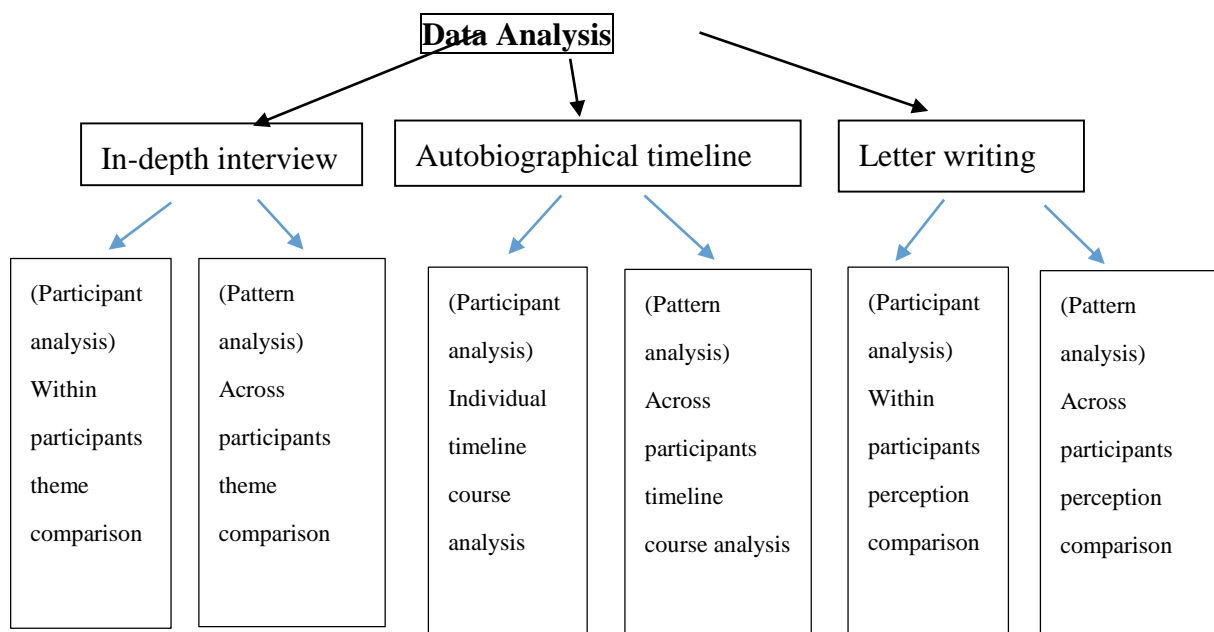 Data Analysis
In-depth interview
Autobiographical timeline
Letter writing
(Participant
analysis)
Within
participants
theme
comparison
(Pattern
analysis)
Across
participants
theme
comparison
(Participant
analysis)
Individual
timeline
course
analysis
(Pattern
analysis)
Across
participants
timeline
course analysis
(Participant
analysis)
Within
participants
perception
comparison
(Pattern
analysis)
Across
participants
perception
comparison